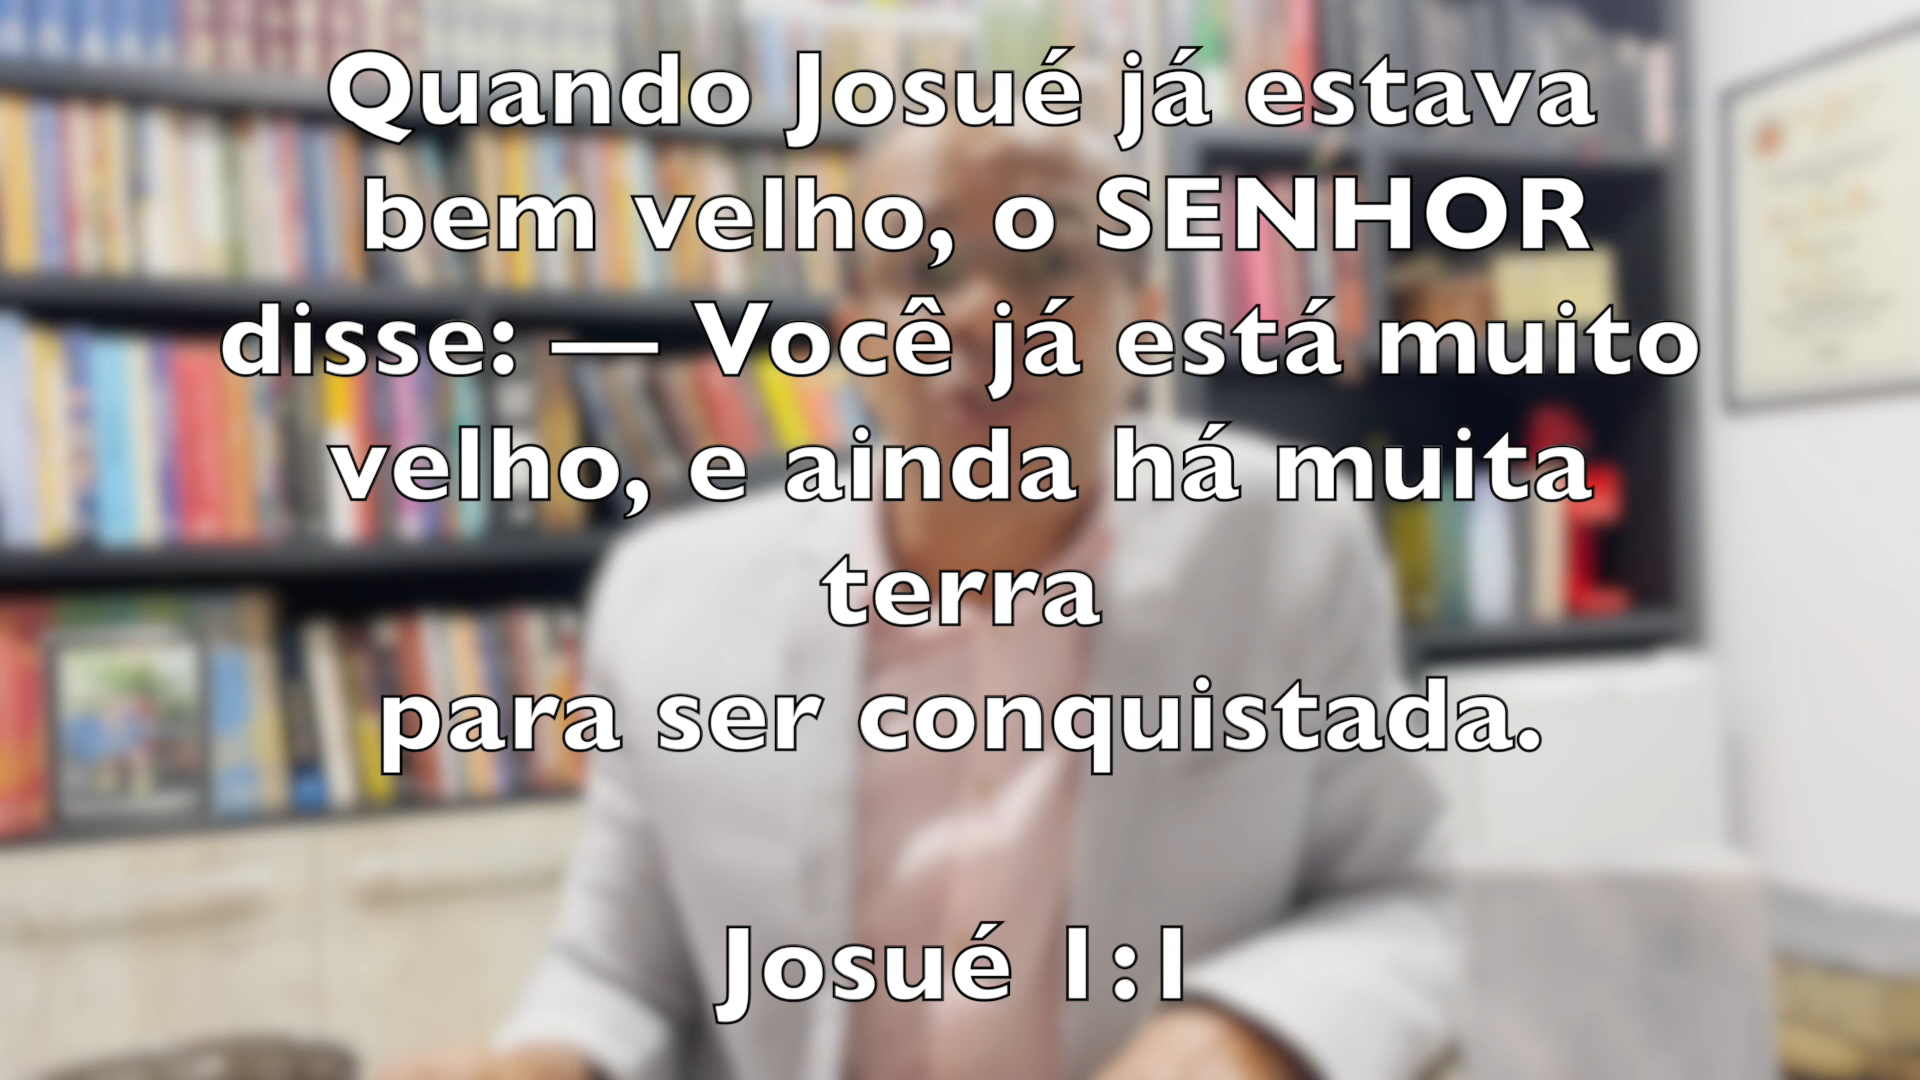 Quando Josué já estava
bem velho, o SENHOR
disse: — Você já está muito
velho, e ainda há muita
terra
para ser conquistada.
Josué 1:1